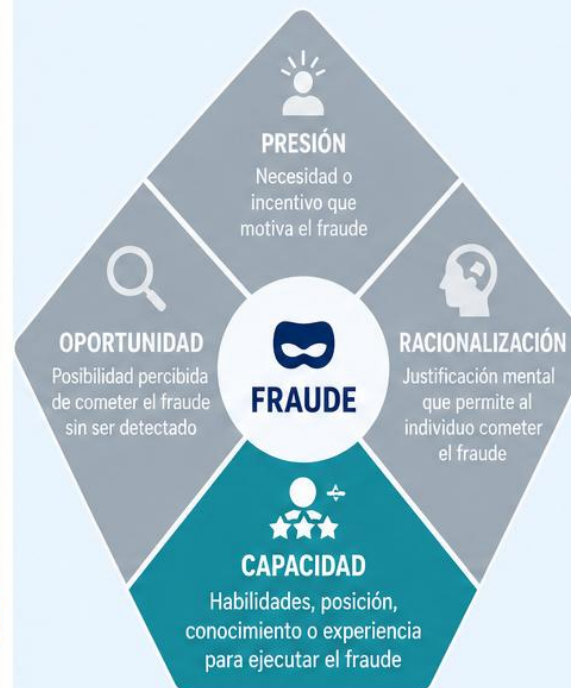 PRESIÓN
Necesidad o
incentivo que
motiva el fraude
OPORTUNIDAD
Posibilidad percibida
de cometer el fraude
sin ser detectado
FRAUDE
RACIONALIZACIÓN
Justificación mental
que permite al
individuo cometer
el fraude
CAPACIDAD
Habilidades, posición,
conocimiento o experiencia
para ejecutar el fraude